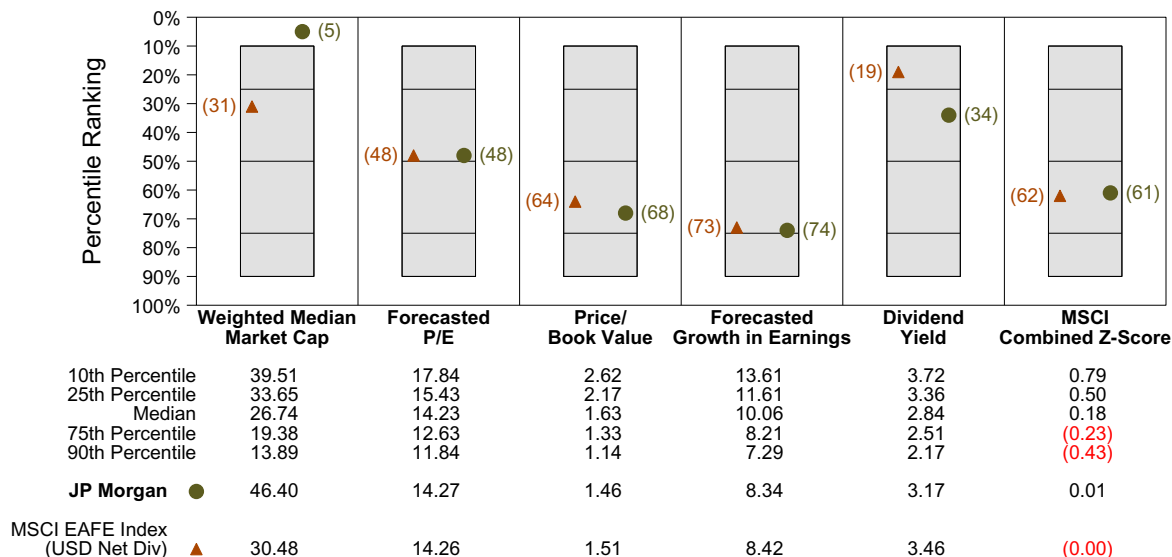 Percentile Ranking
0%
10%
20%
30%
40%
50%
60%
70%
80%
90%
100%
(5)
(31)
(48) (48)
(64) (68)
(73) (74)
(19) (34)
(62) (61)
Weighted Median Market Cap
Forecasted P/E
Price/ Book Value
Forecasted Growth in Earnings
Dividend Yield
MSCI Combined Z-Score
10th Percentile 39.51 17.84 2.62 13.61 3.72 0.79
25th Percentile 33.65 15.43 2.17 11.61 3.36 0.50
Median 26.74 14.23 1.63 10.06 2.84 0.18
75th Percentile 19.38 12.63 1.33 8.21 2.51 (0.23)
90th Percentile 13.89 11.84 1.14 7.29 2.17 (0.43)
JP Morgan 46.40 14.27 1.46 8.34 3.17 0.01
MSCI EAFE Index
(USD Net Div) 30.48 14.26 1.51 8.42 3.46 (0.00)